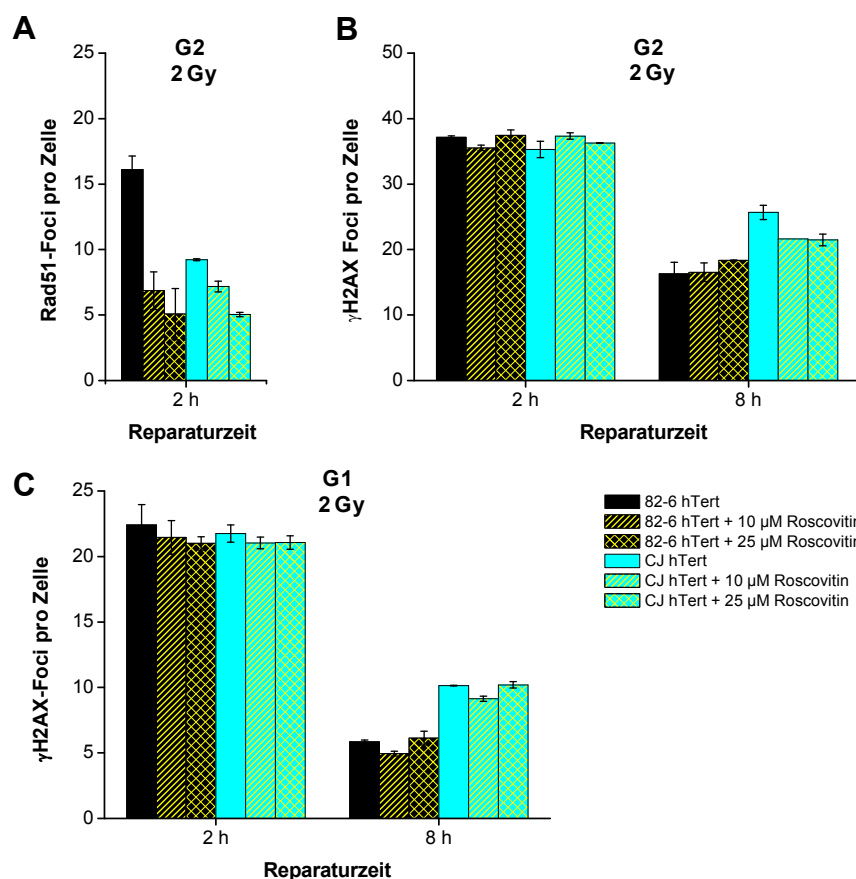 A
G2
2 Gy
25
20
15
10
5
0
Rad51-Foci pro Zelle
2 h
Reparaturzeit
B
G2
2 Gy
50
40
30
20
10
0
γH2AX Foci pro Zelle
2 h
8 h
Reparaturzeit
C
G1
2 Gy
25
20
15
10
5
0
γH2AX-Foci pro Zelle
2 h
8 h
Reparaturzeit
82-6 hTert
82-6 hTert + 10 µM Roscovitin
82-6 hTert + 25 µM Roscovitin
CJ hTert
CJ hTert + 10 µM Roscovitin
CJ hTert + 25 µM Roscovitin